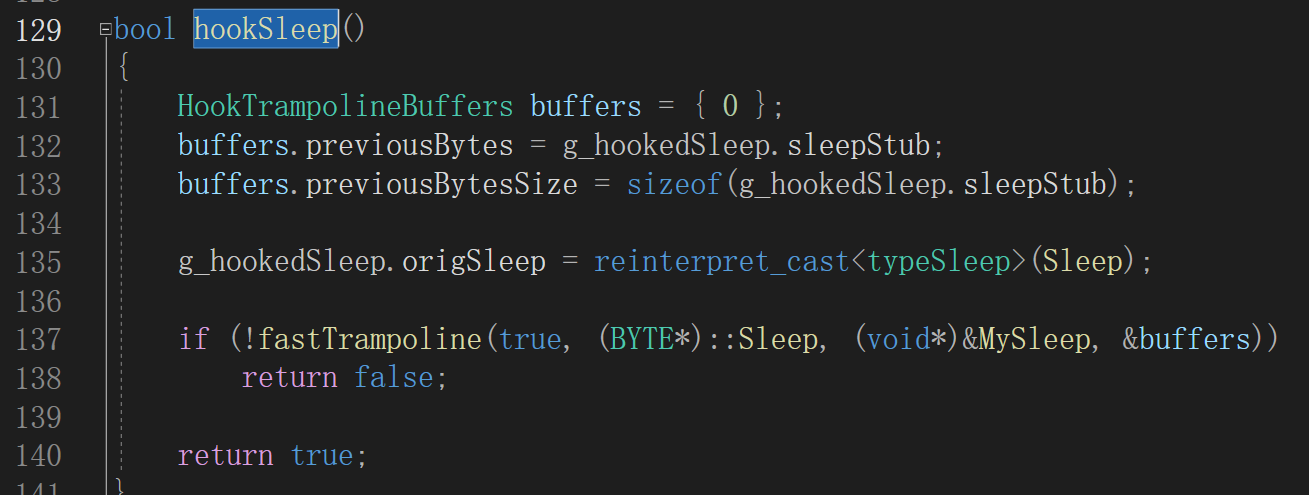 129 bool hookSleep()
130 {
131 HookTrampolineBuffers buffers = { 0 };
132 buffers.previousBytes = g_hookedSleep.sleepStub;
133 buffers.previousBytesSize = sizeof(g_hookedSleep.sleepStub);
134
135 g_hookedSleep.origSleep = reinterpret_cast<typeSleep>(Sleep);
136
137 if (!fastTrampoline(true, (BYTE*)::Sleep, (void*)&MySleep, &buffers))
138 return false;
139
140 return true;
141 }